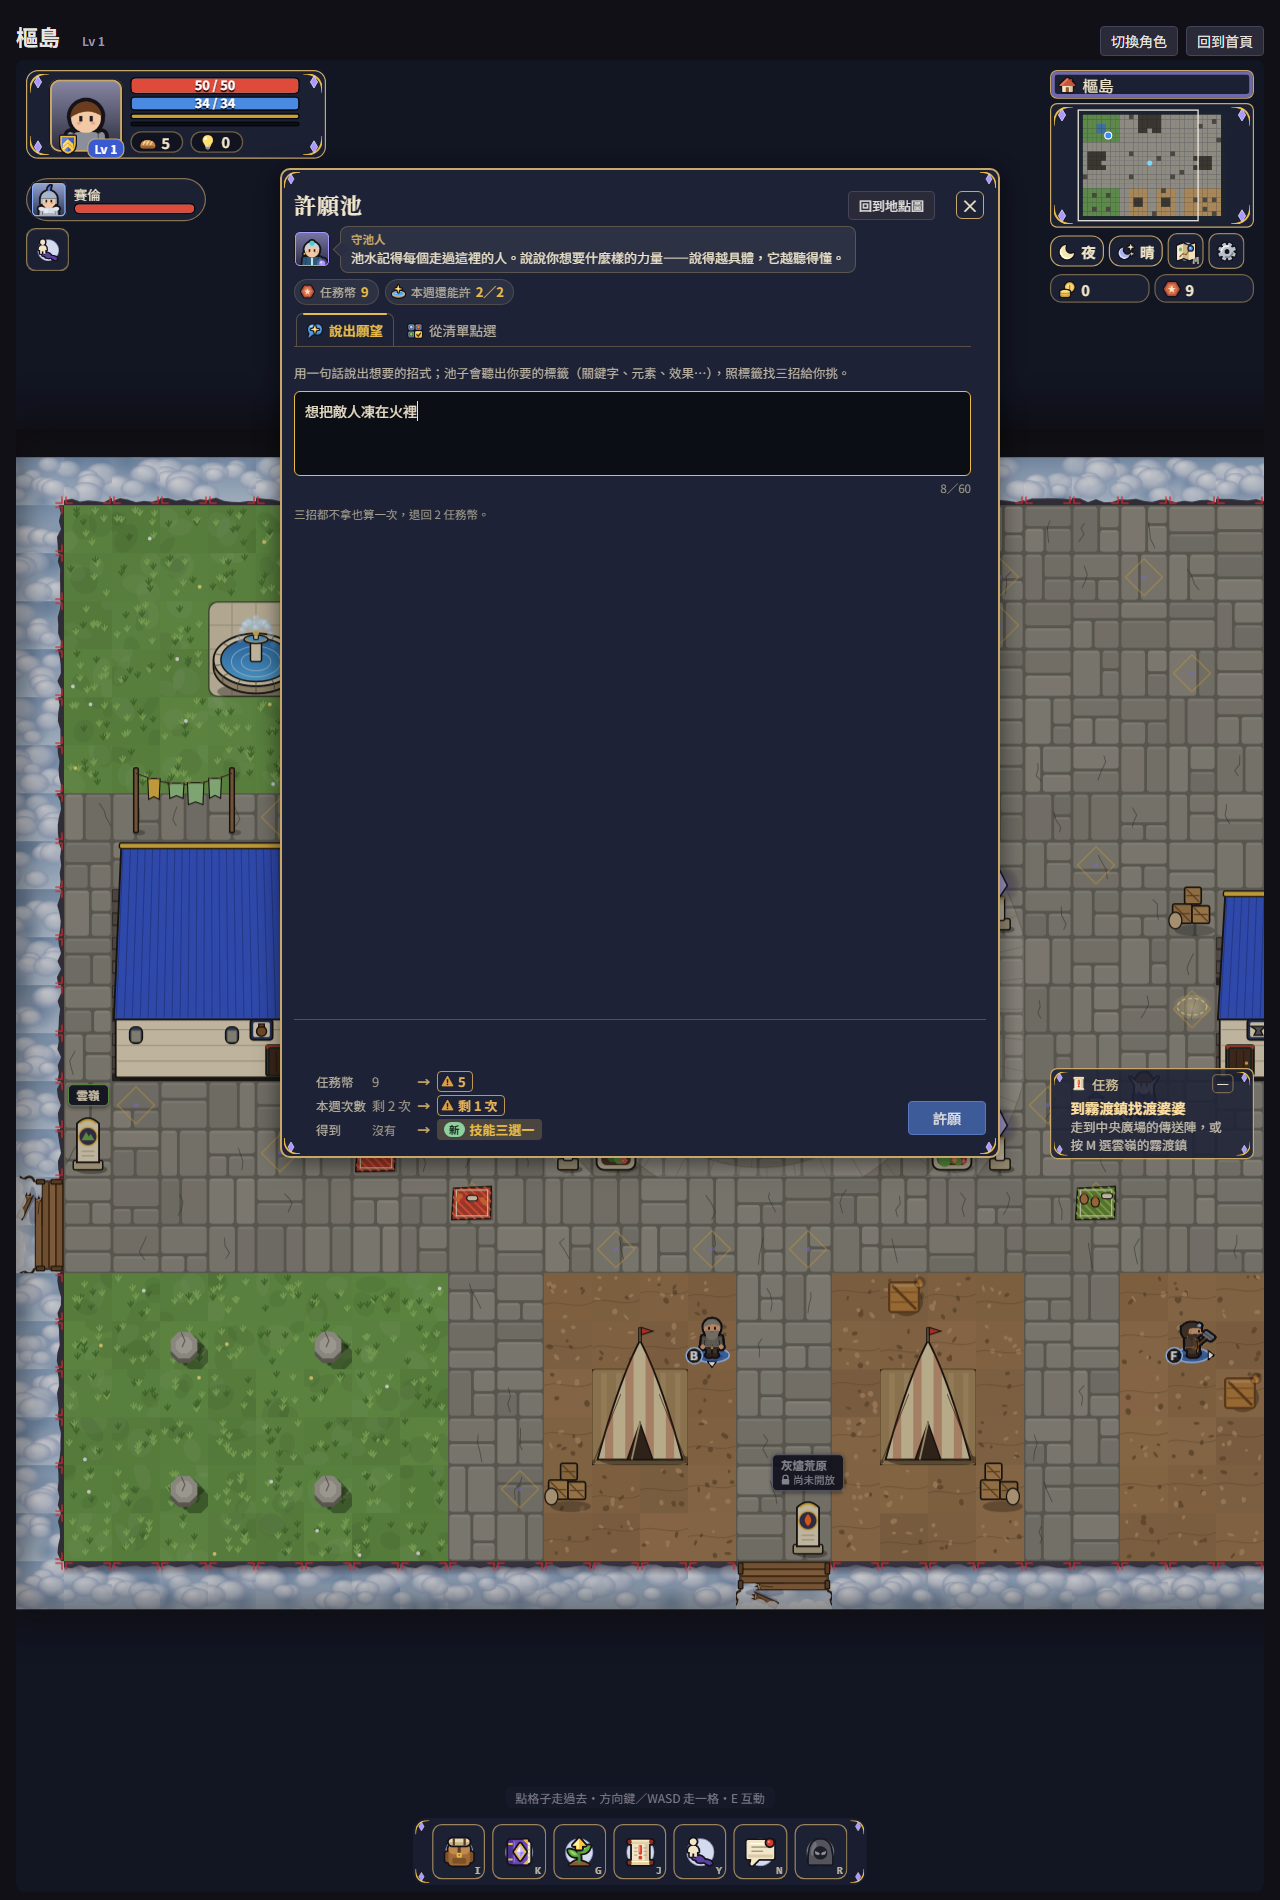 樞島 Lv 1
切換角色 回到首頁
50 / 50
34 / 34
5 0
Lv 1
賽倫
樞島
夜 晴 M
0 9
許願池
回到地點圖
守池人
池水記得每個走過這裡的人。說說你想要什麼樣的力量——說得越具體，它越聽得懂。
任務幣 9 本週還能許 2／2
說出願望 從清單點選
用一句話說出想要的招式；池子會聽出你要的標籤（關鍵字、元素、效果…），照標籤找三招給你挑。
想把敵人凍在火裡
8／60
三招都不拿也算一次，退回 2 任務幣。
任務幣 9 → 5
本週次數 剩 2 次 → 剩 1 次
得到 沒有 → 新 技能三選一
許願
雲嶺
任務
到霧渡鎮找渡婆婆
走到中央廣場的傳送陣，或
按 M 選雲嶺的霧渡鎮
B
F
灰燼荒原
尚未開放
點格子走過去・方向鍵／WASD 走一格・E 互動
I K G J Y N R